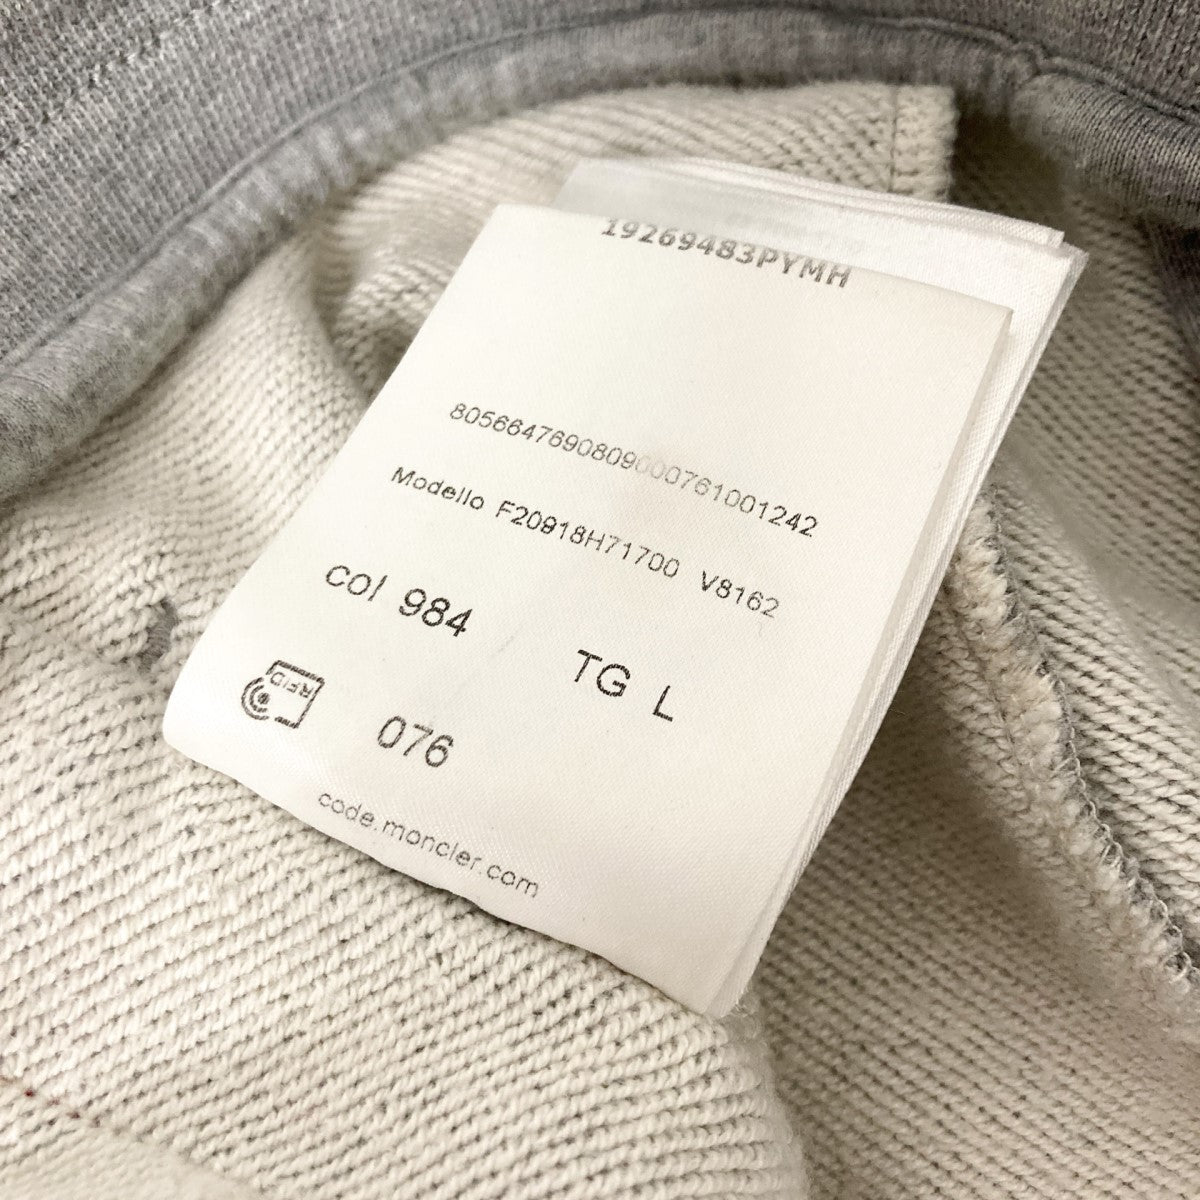 19269483PYMH
8056647690809000761001242
Modello F20918H71700 V8162
col 984 TG L
RFID 076
code.moncler.com